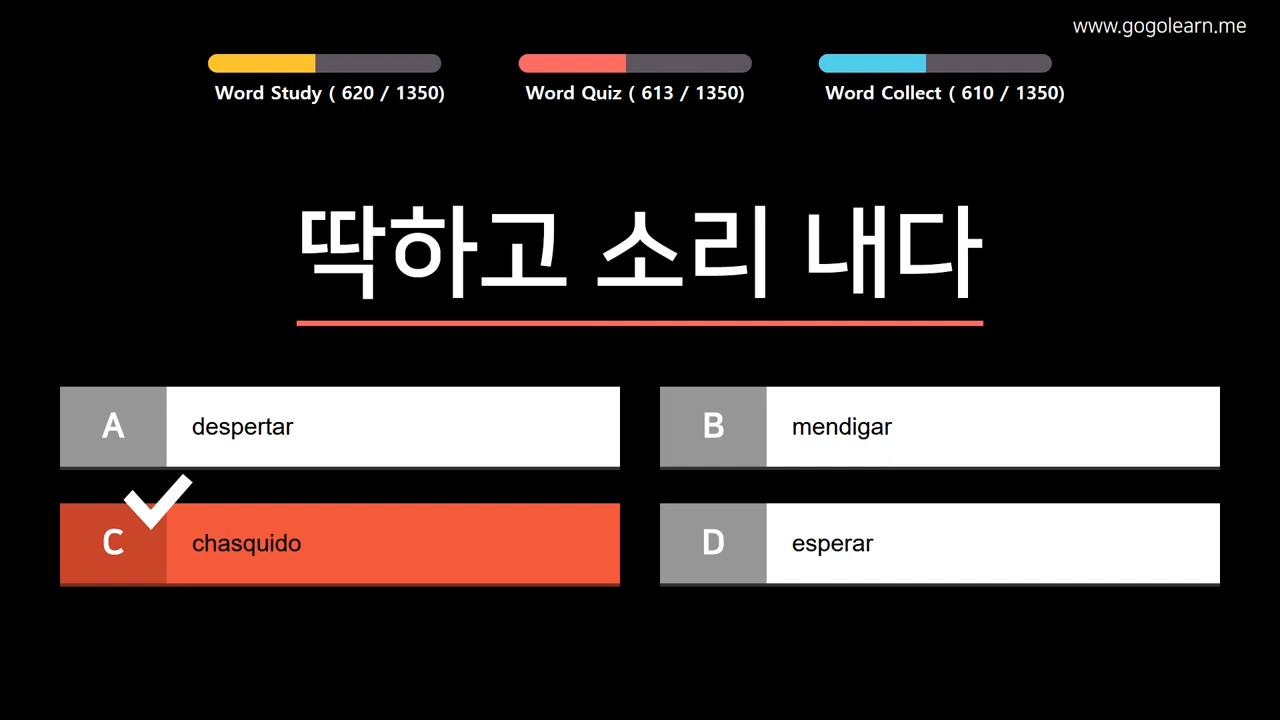 www.gogolearn.me
Word Study ( 620 / 1350)
Word Quiz ( 613 / 1350)
Word Collect ( 610 / 1350)
딱하고 소리 내다
A despertar
B mendigar
C chasquido
D esperar